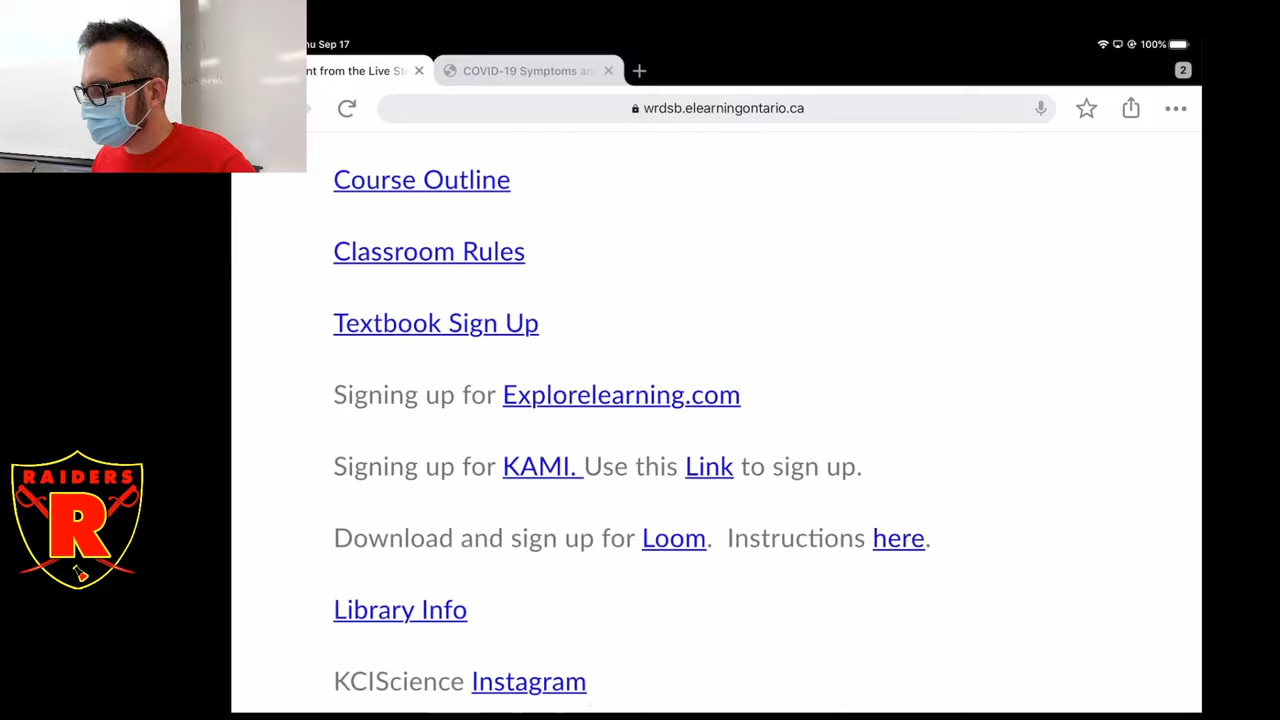 hu Sep 17
100%
nt from the Live St
COVID-19 Symptoms an
2
wrdsb.elearningontario.ca
Course Outline
Classroom Rules
Textbook Sign Up
Signing up for Explorelearning.com
Signing up for KAMI. Use this Link to sign up.
Download and sign up for Loom. Instructions here.
Library Info
KCIScience Instagram
RAIDERS
R